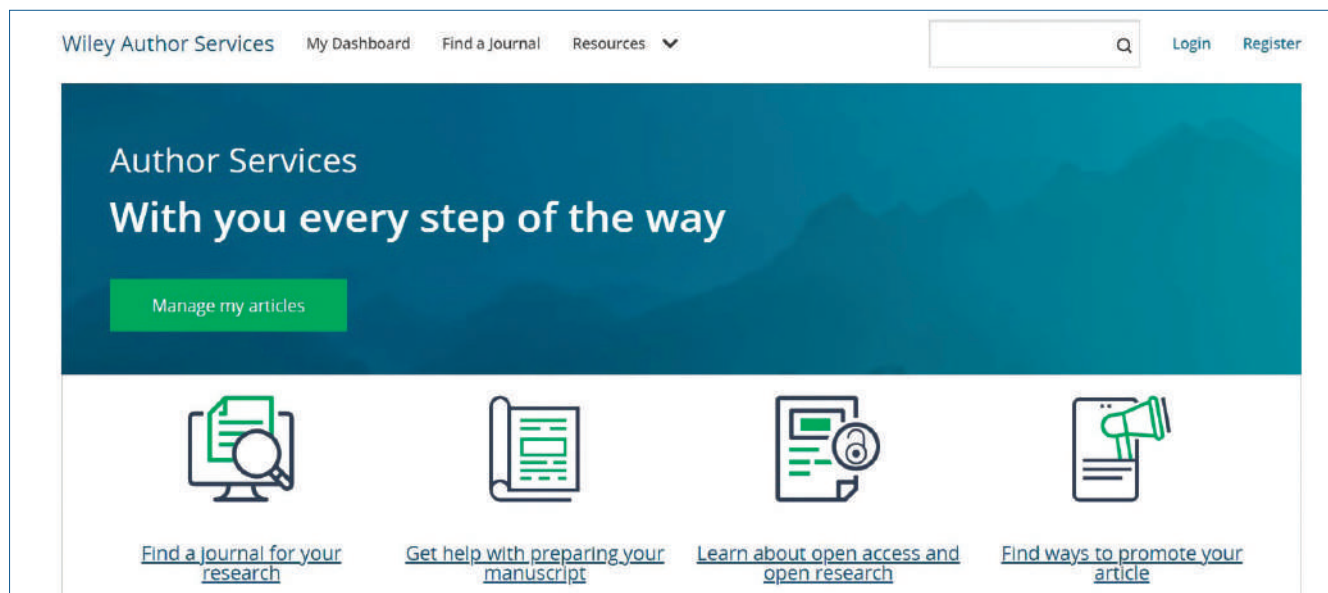 Wiley Author Services My Dashboard Find a Journal Resources Login Register
Author Services
With you every step of the way
Manage my articles
Find a journal for your
research
Get help with preparing your
manuscript
Learn about open access and
open research
Find ways to promote your
article